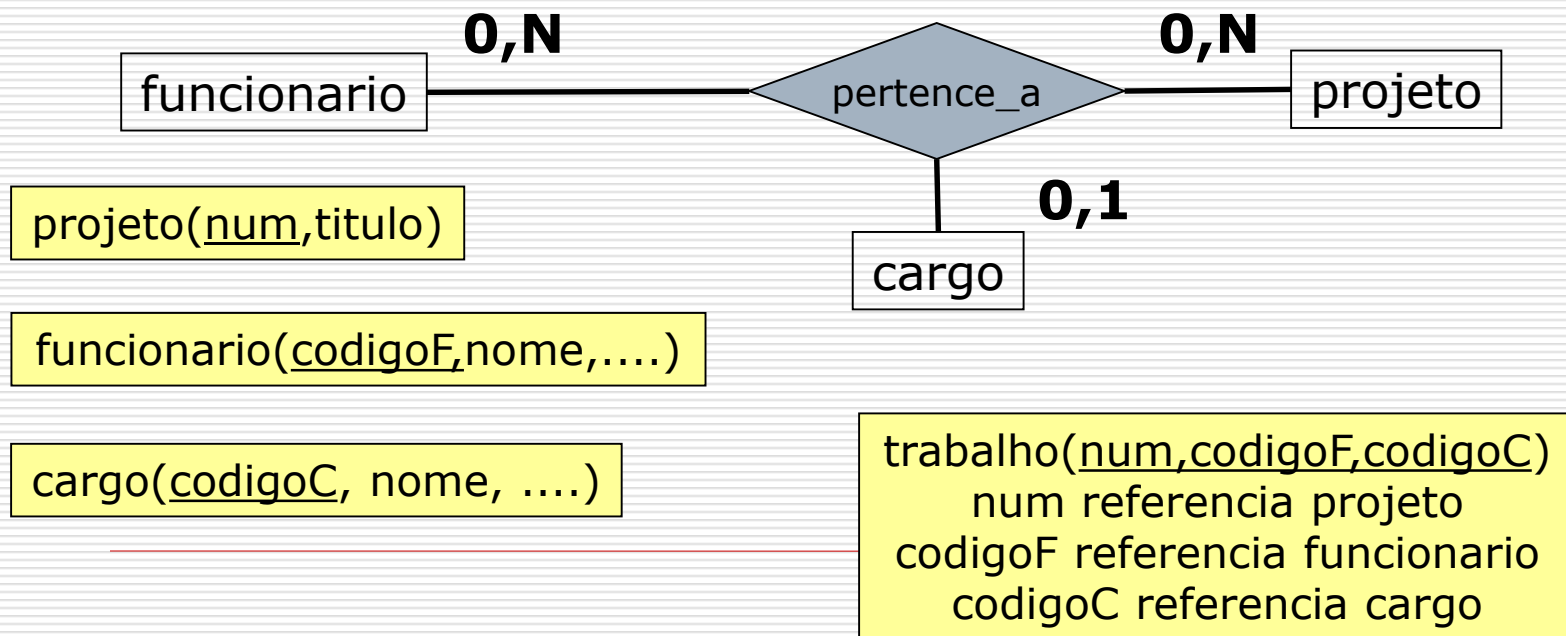 0,N
0,N
funcionario
pertence_a
projeto
0,1
cargo
projeto(num,titulo)
funcionario(codigoF,nome,....)
cargo(codigoC, nome, ....)
trabalho(num,codigoF,codigoC)
num referencia projeto
codigoF referencia funcionario
codigoC referencia cargo